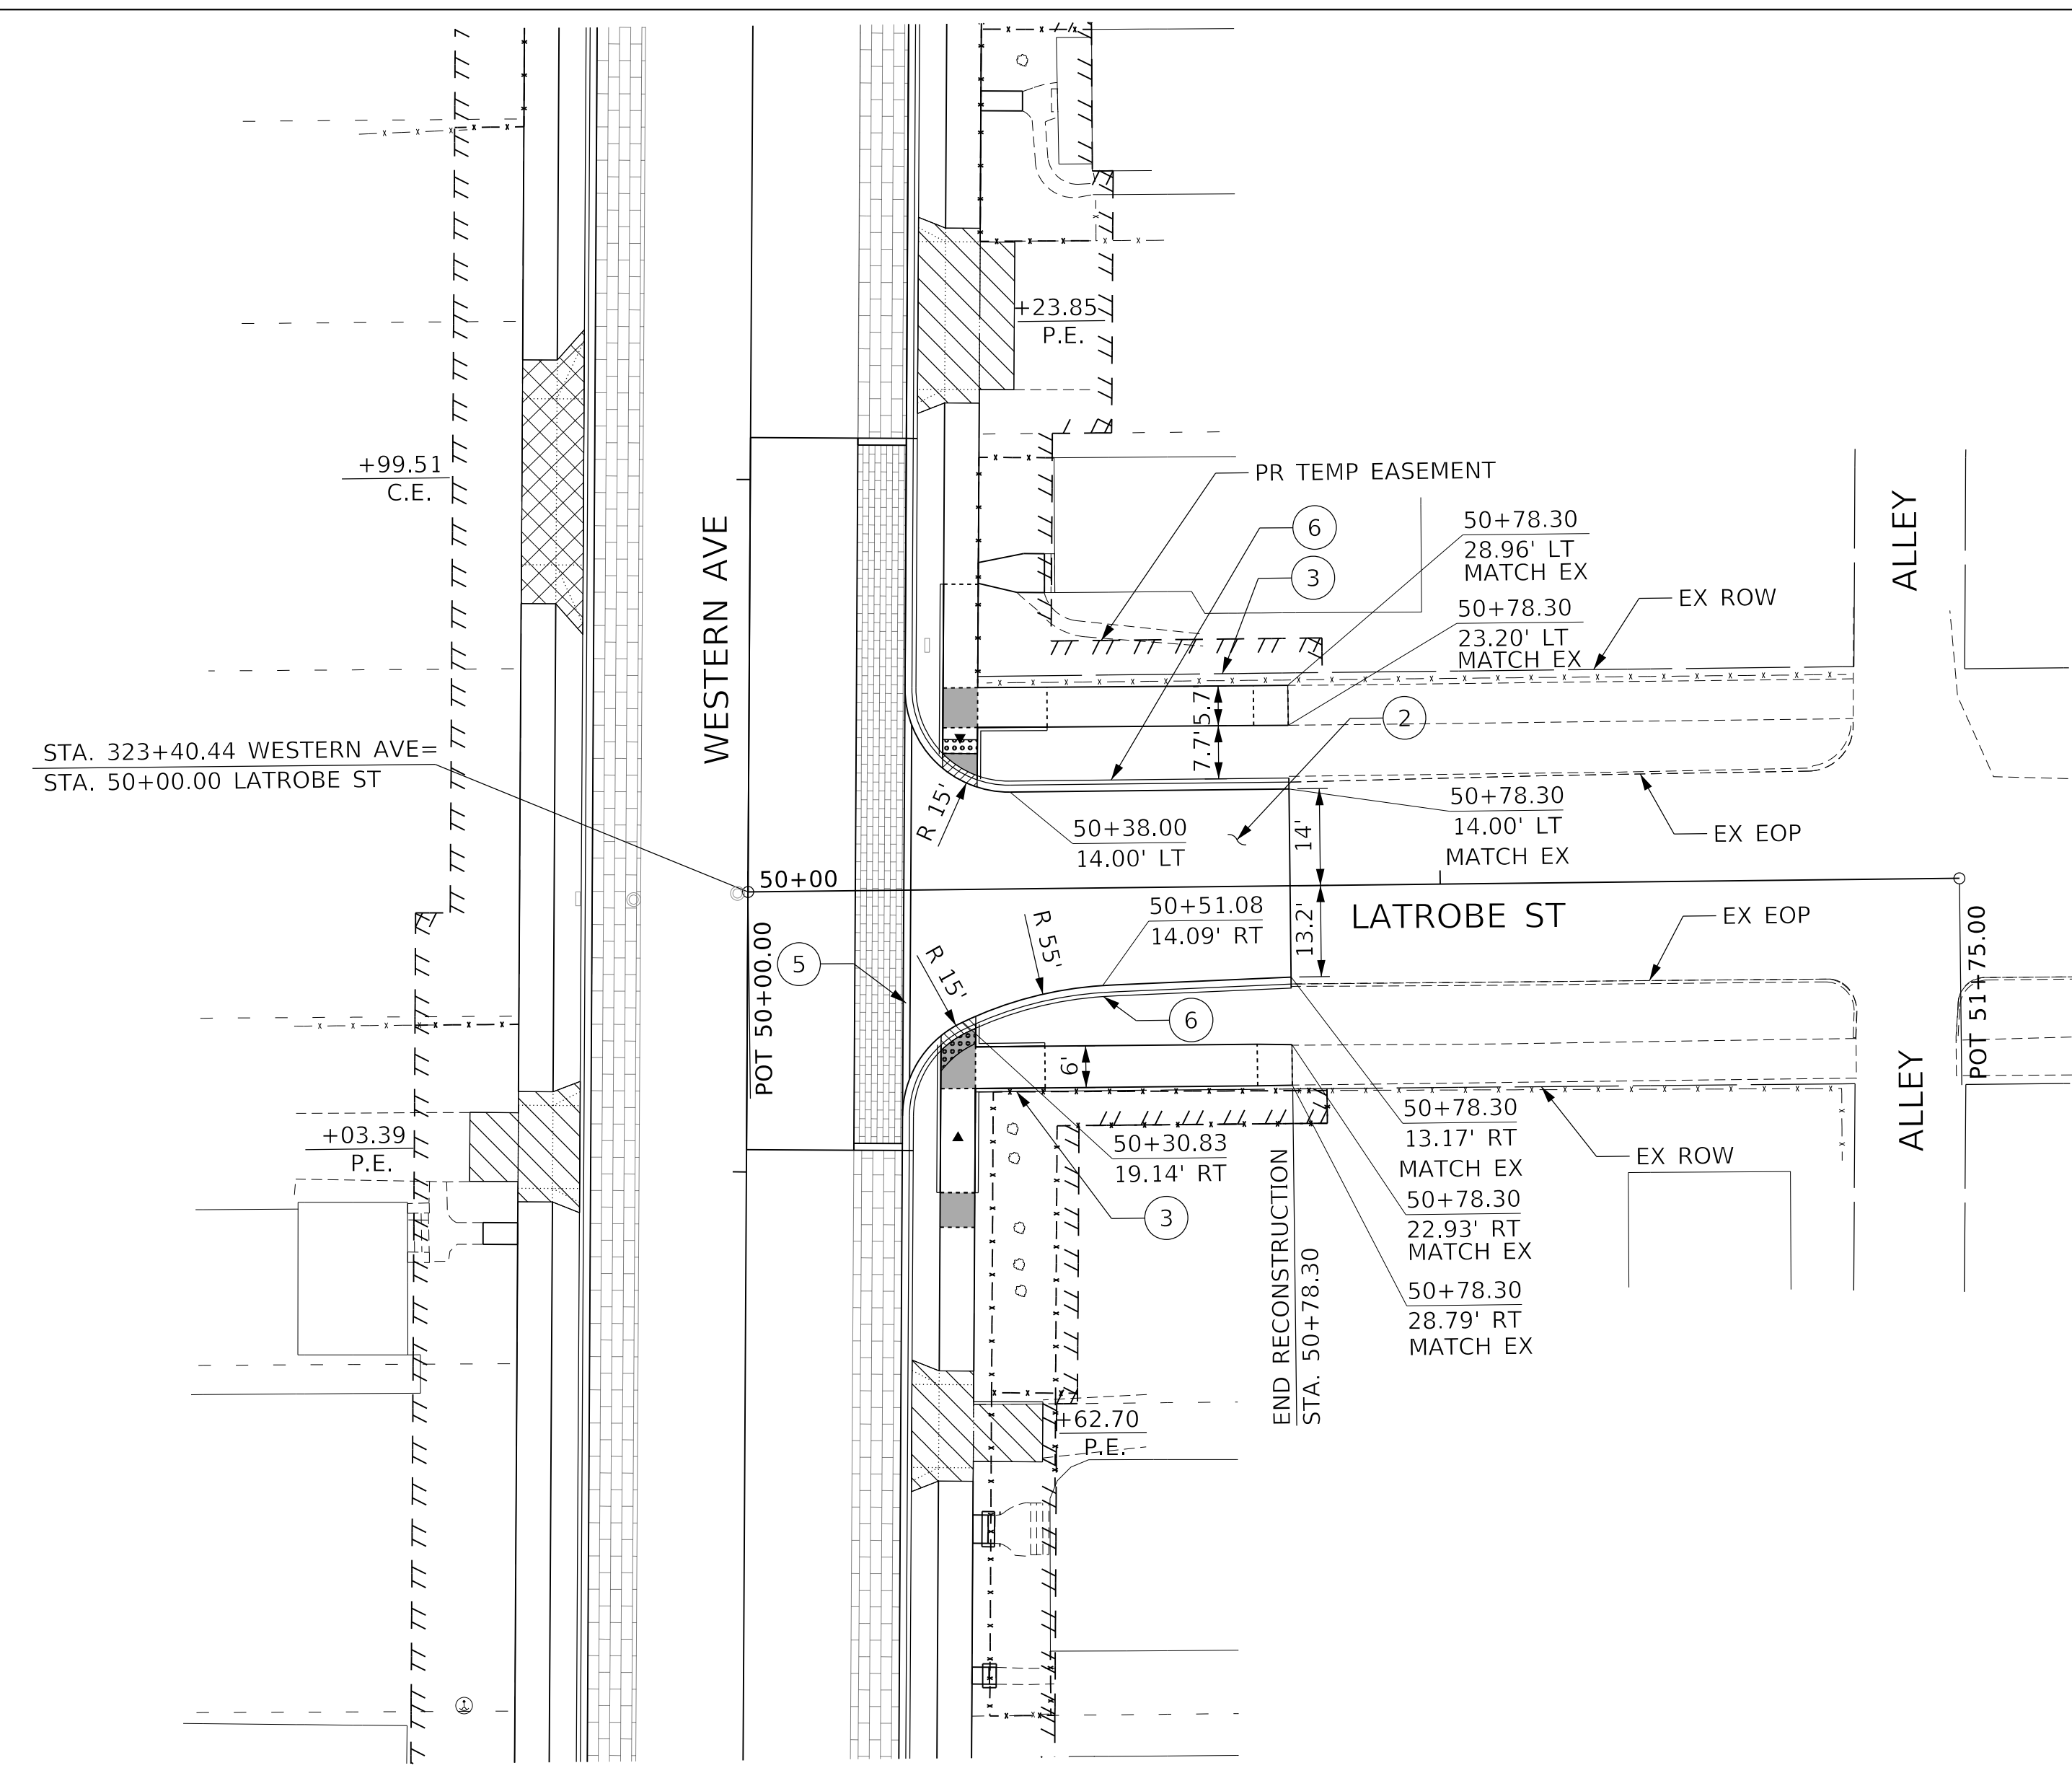 +23.85
P.E.
+99.51
C.E.
WESTERN AVE
PR TEMP EASEMENT
6
3
50+78.30
28.96' LT
MATCH EX
50+78.30
23.20' LT
MATCH EX
EX ROW
ALLEY
2
5.7'
7.7'
STA. 323+40.44 WESTERN AVE=
STA. 50+00.00 LATROBE ST
R 15'
50+38.00
14.00' LT
14'
50+78.30
14.00' LT
MATCH EX
EX EOP
50+00
POT 50+00.00
5
R 15'
R 55'
50+51.08
14.09' RT
13.2'
LATROBE ST
EX EOP
POT 51+75.00
6
6'
+03.39
P.E.
50+30.83
19.14' RT
3
50+78.30
13.17' RT
MATCH EX
EX ROW
ALLEY
50+78.30
22.93' RT
MATCH EX
50+78.30
28.79' RT
MATCH EX
END RECONSTRUCTION
STA. 50+78.30
+62.70
P.E.